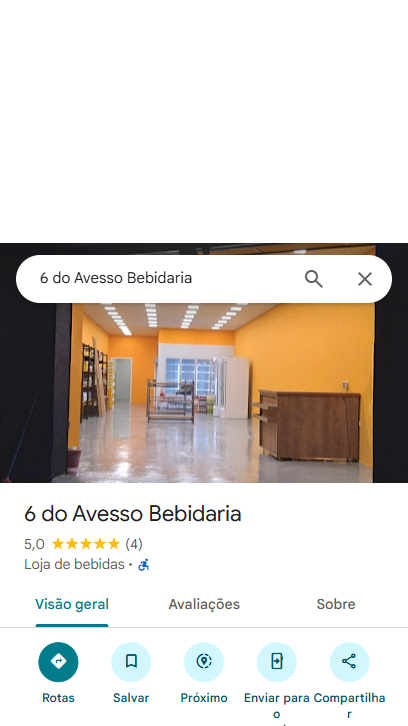 6 do Avesso Bebidaria
6 do Avesso Bebidaria
5,0 (4)
Loja de bebidas •
Visão geral Avaliações Sobre
Rotas Salvar Próximo Enviar para o Compartilhar